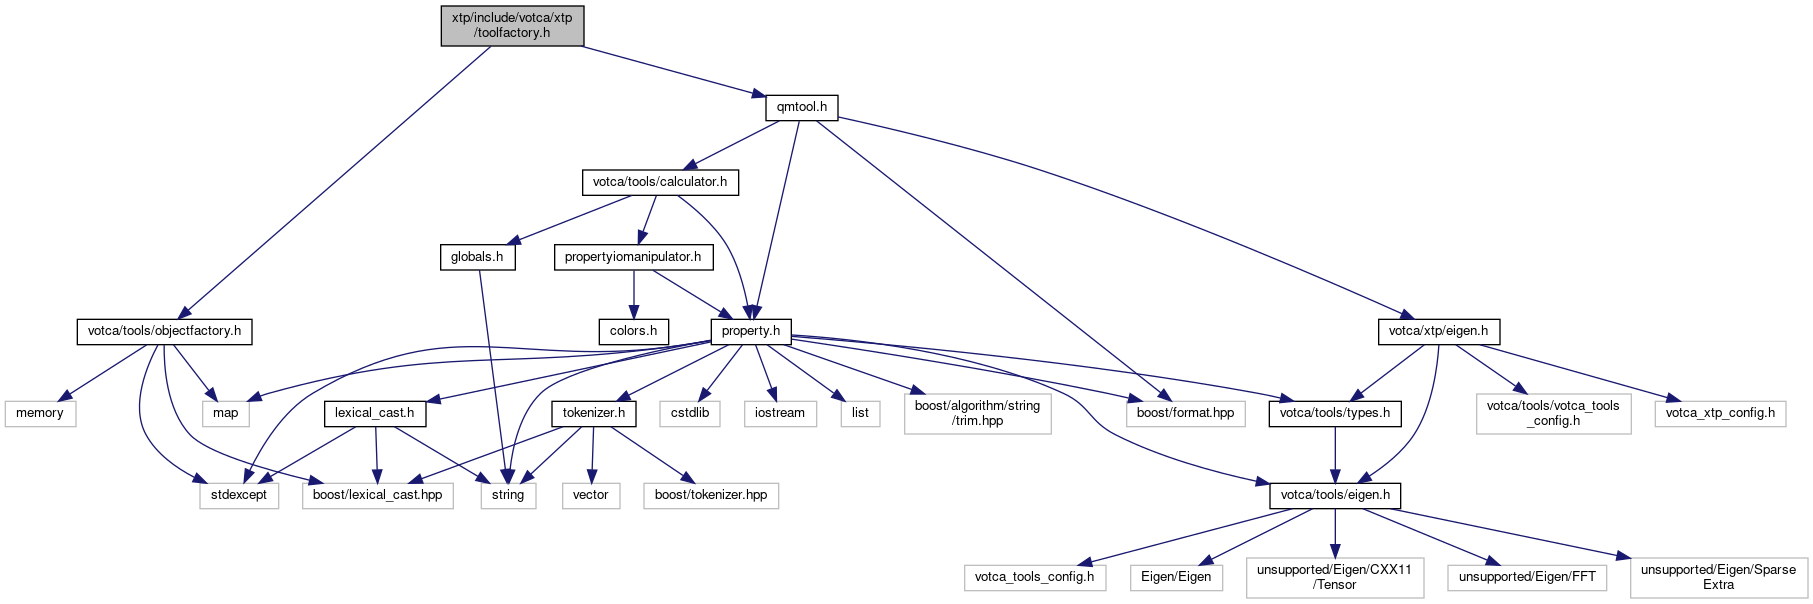 xtp/include/votca/xtp
/toolfactory.h
qmtool.h
votca/tools/calculator.h
globals.h
propertyiomanipulator.h
votca/tools/objectfactory.h
colors.h
property.h
votca/xtp/eigen.h
memory
map
lexical_cast.h
tokenizer.h
cstdlib
iostream
list
boost/algorithm/string
/trim.hpp
boost/format.hpp
votca/tools/types.h
votca/tools/votca_tools
_config.h
votca_xtp_config.h
stdexcept
boost/lexical_cast.hpp
string
vector
boost/tokenizer.hpp
votca/tools/eigen.h
votca_tools_config.h
Eigen/Eigen
unsupported/Eigen/CXX11
/Tensor
unsupported/Eigen/FFT
unsupported/Eigen/Sparse
Extra